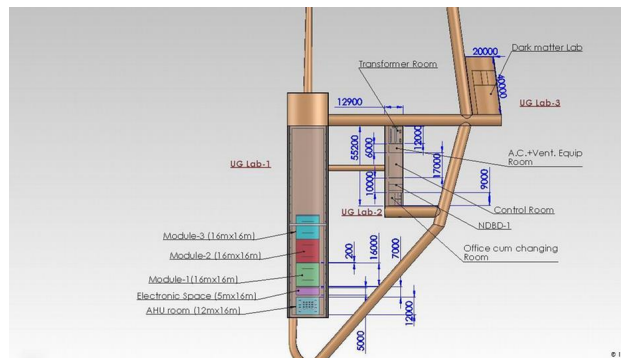 20000
Dark matter Lab
Transformer Room
40000
12900
UG Lab-3
55200
6000
12000
A.C.+Vent. Equip
Room
UG Lab-1
17000
10000
9000
Control Room
UG Lab-2
NDBD-1
Office cum changing
Room
Module-3 (16mx16m)
Module-2 (16mx16m)
200
16000
7000
Module-1(16mx16m)
Electronic Space (5mx16m)
AHU room (12mx16m)
12000
5000